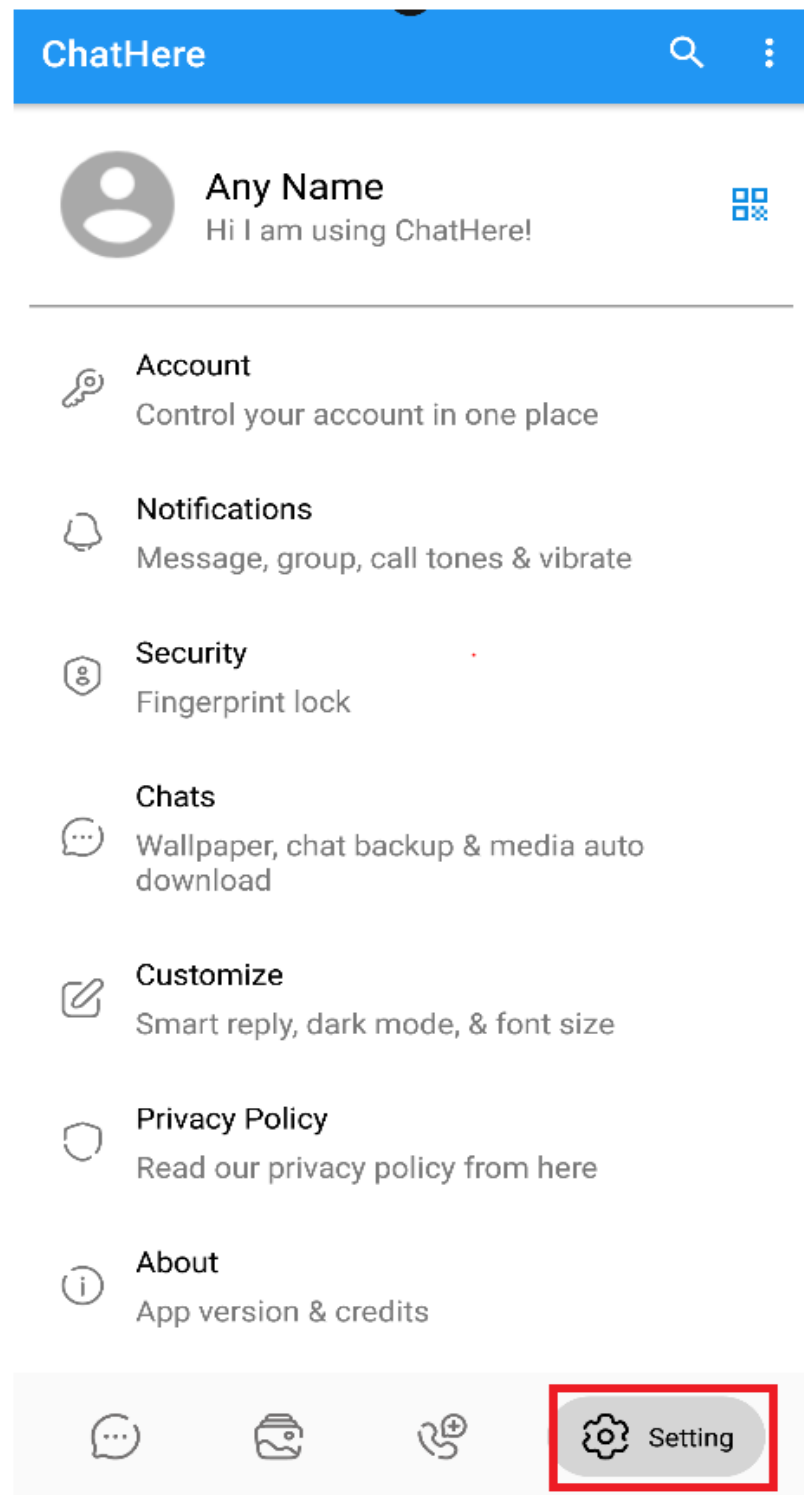 ChatHere
Any Name
Hi I am using ChatHere!
Account
Control your account in one place
Notifications
Message, group, call tones & vibrate
Security
Fingerprint lock
Chats
Wallpaper, chat backup & media auto
download
Customize
Smart reply, dark mode, & font size
Privacy Policy
Read our privacy policy from here
About
App version & credits
Setting